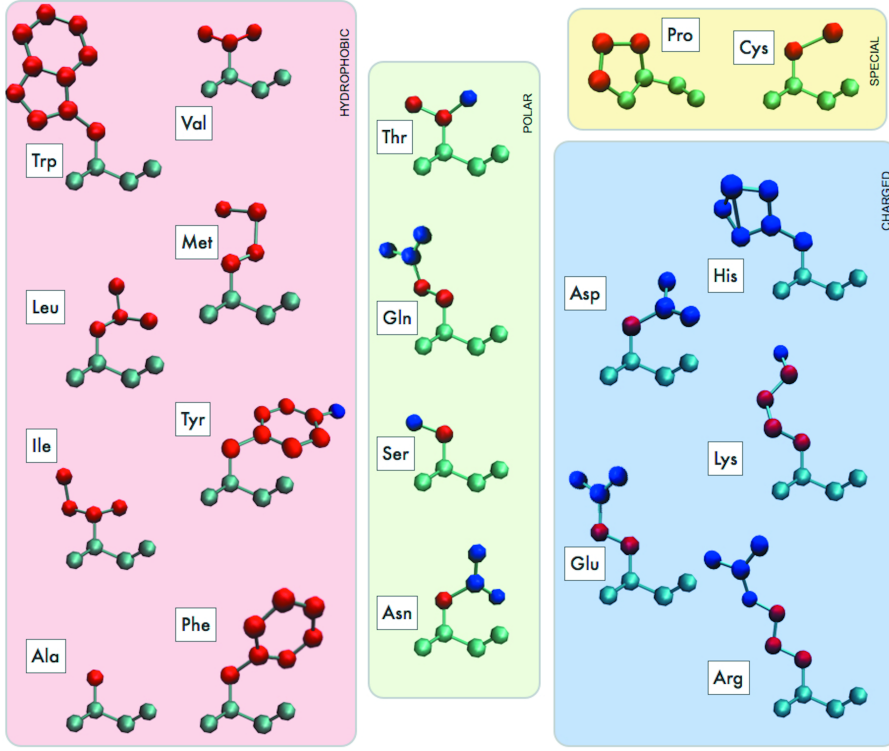 HYDROPHOBIC
Trp
Val
Met
Leu
Tyr
Ile
Phe
Ala
POLAR
Thr
Gln
Ser
Asn
SPECIAL
Pro
Cys
CHARGED
His
Asp
Lys
Glu
Arg